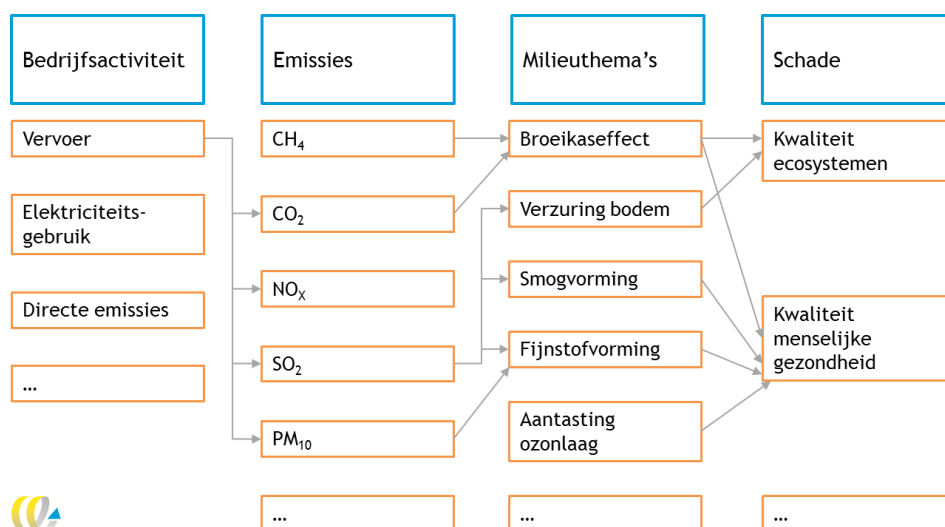 Bedrijfsactiviteit
Emissies
Milieuthema's
Schade
Vervoer
CH₄
Broeikaseffect
Kwaliteit
ecosystemen
Elektriciteits-
gebruik
CO₂
Verzuring bodem
Directe emissies
NOₓ
Smogvorming
Kwaliteit
menselijke
gezondheid
...
SO₂
Fijnstofvorming
PM₁₀
Aantasting
ozonlaag
...
...
...